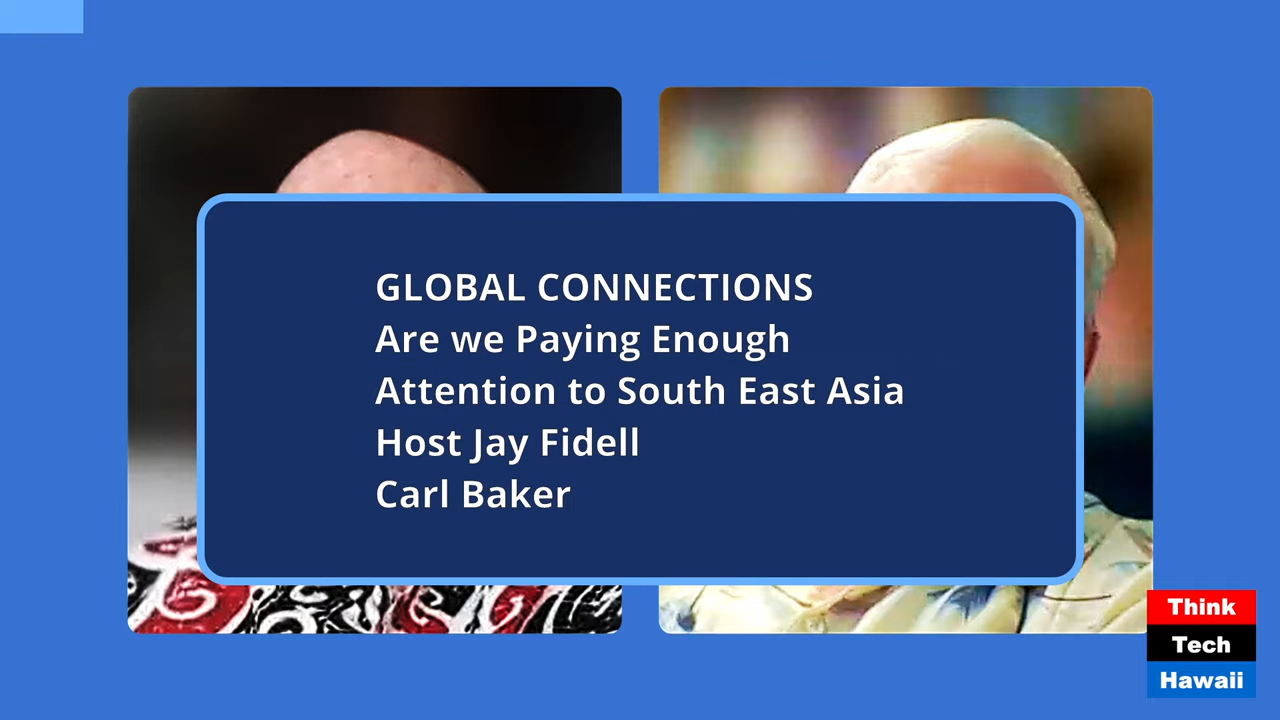 GLOBAL CONNECTIONS
Are we Paying Enough
Attention to South East Asia
Host Jay Fidell
Carl Baker
Think
Tech
Hawaii